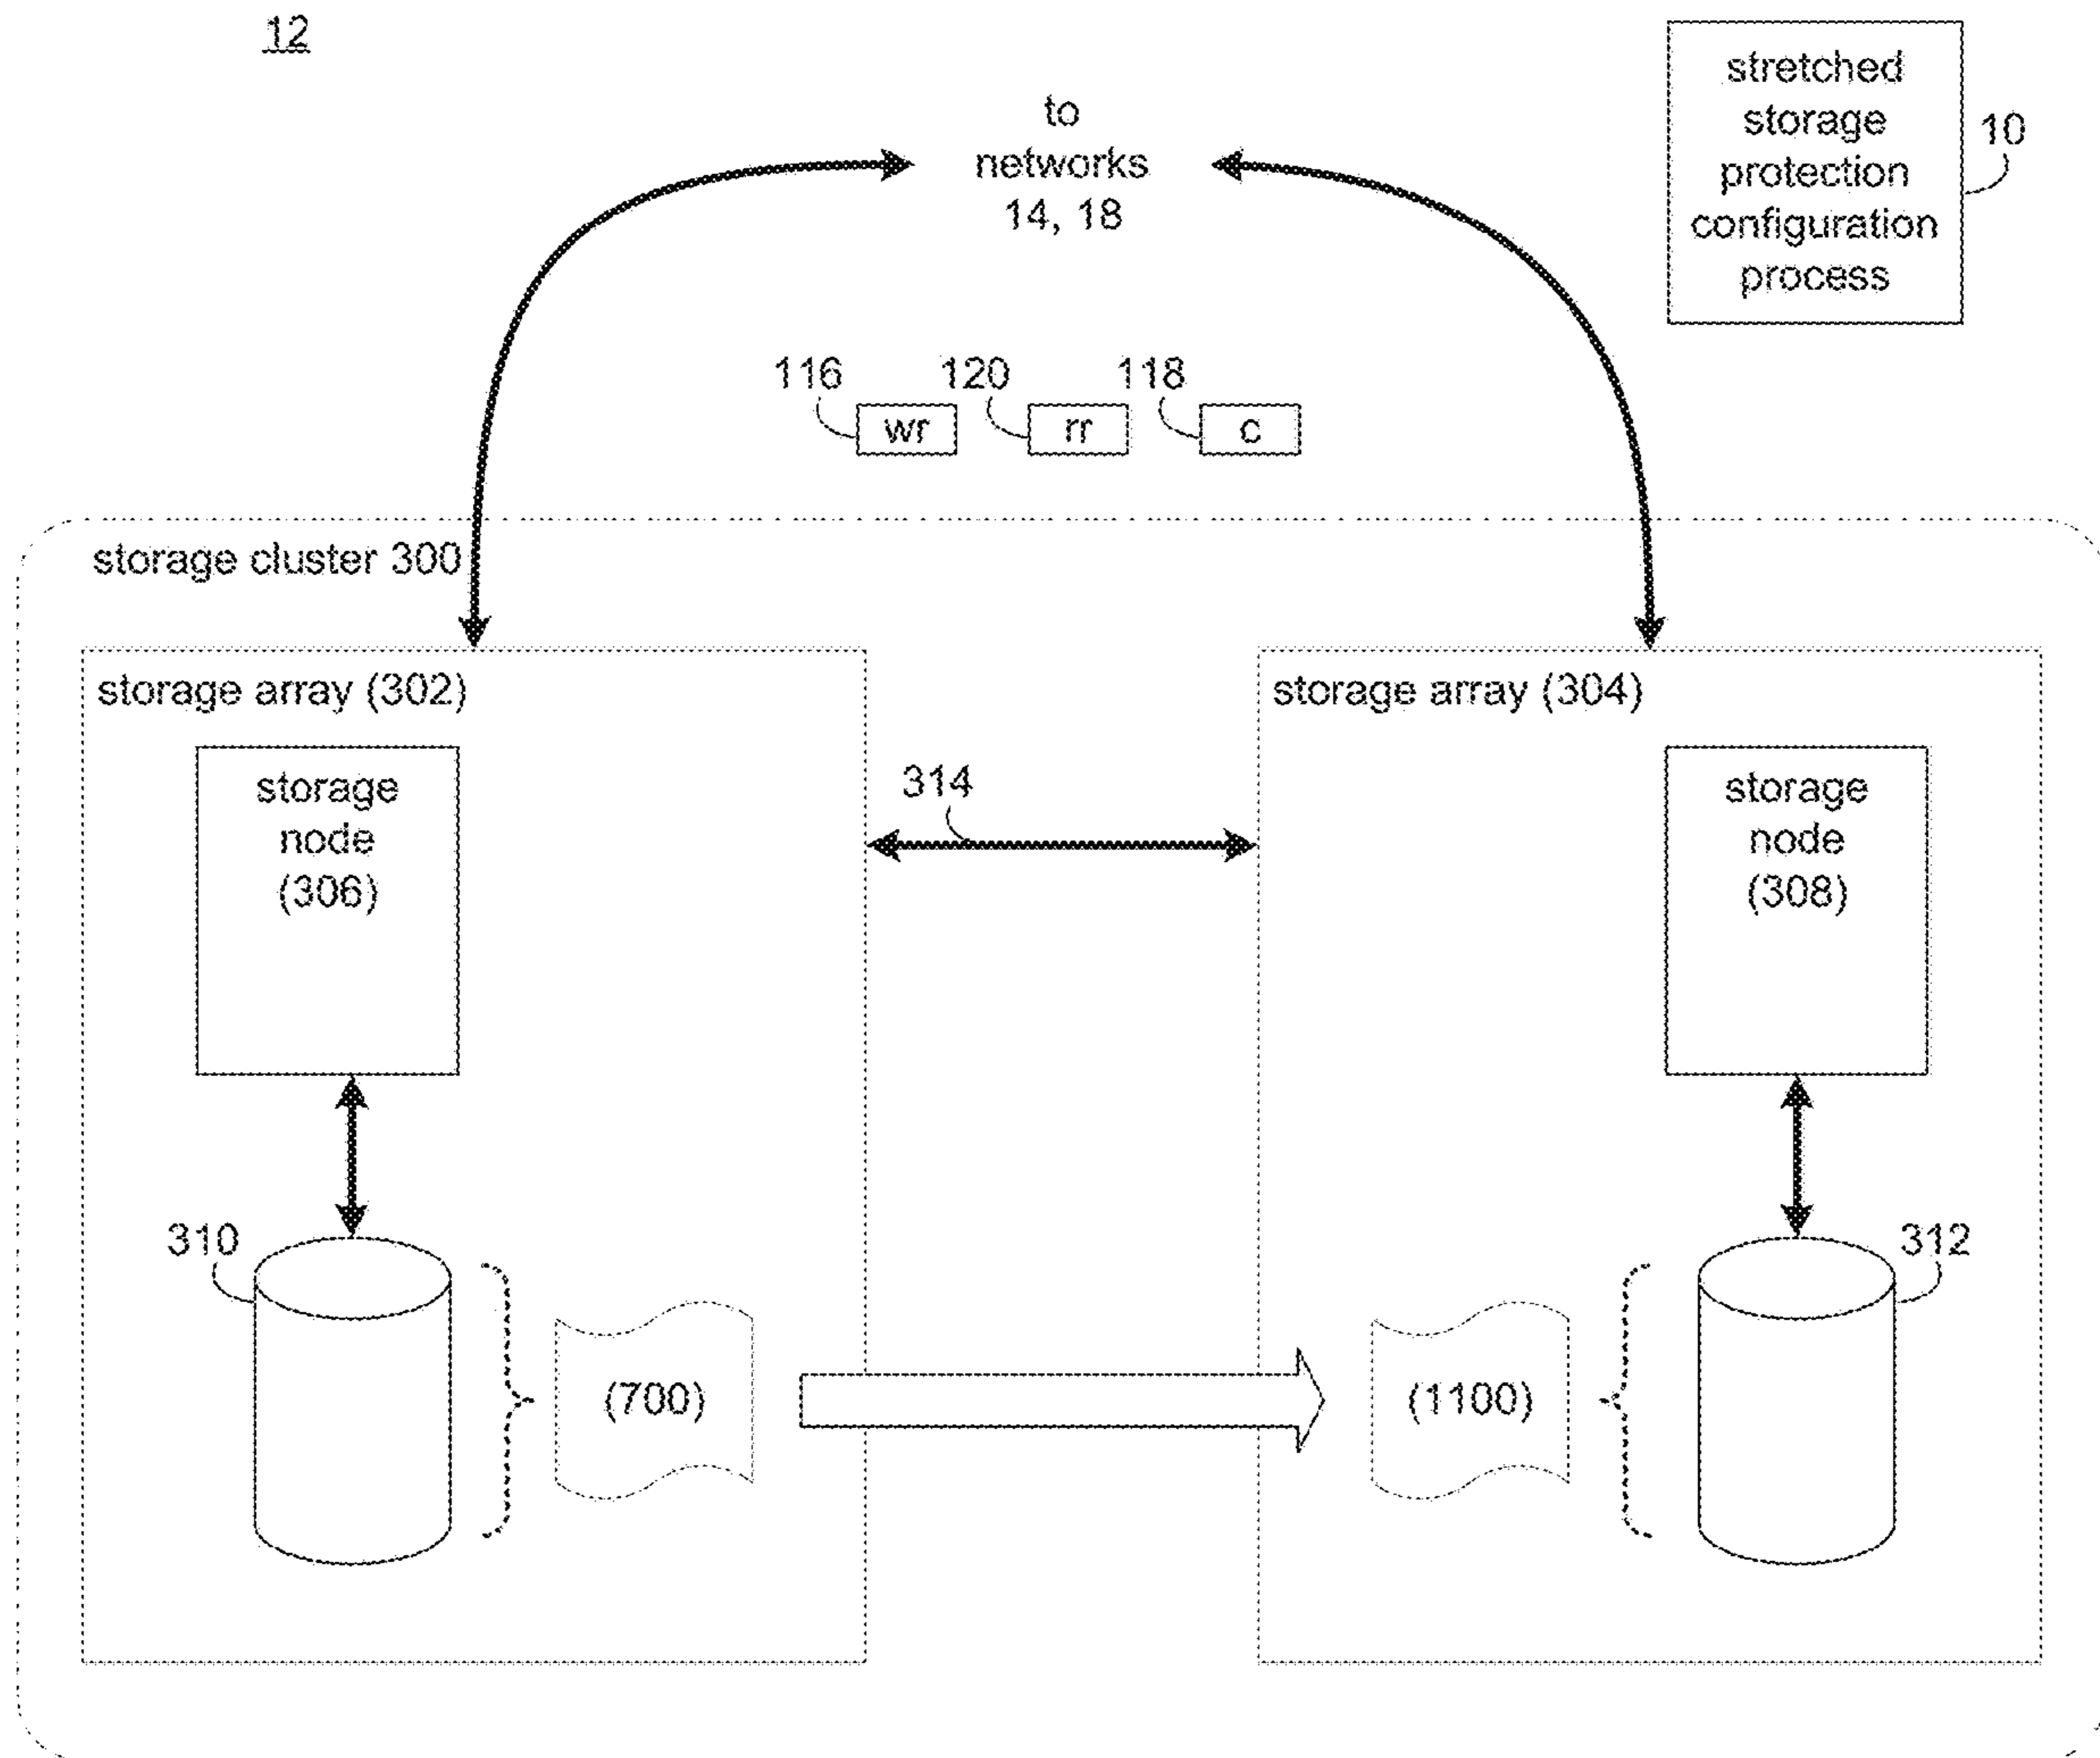 12
to
networks
14, 18
stretched
storage
protection
configuration
process
10
116
wr
120
rr
118
c
storage cluster 300
storage array (302)
storage node
(306)
314
storage array (304)
storage
node
(308)
310
(700)
(1100)
312